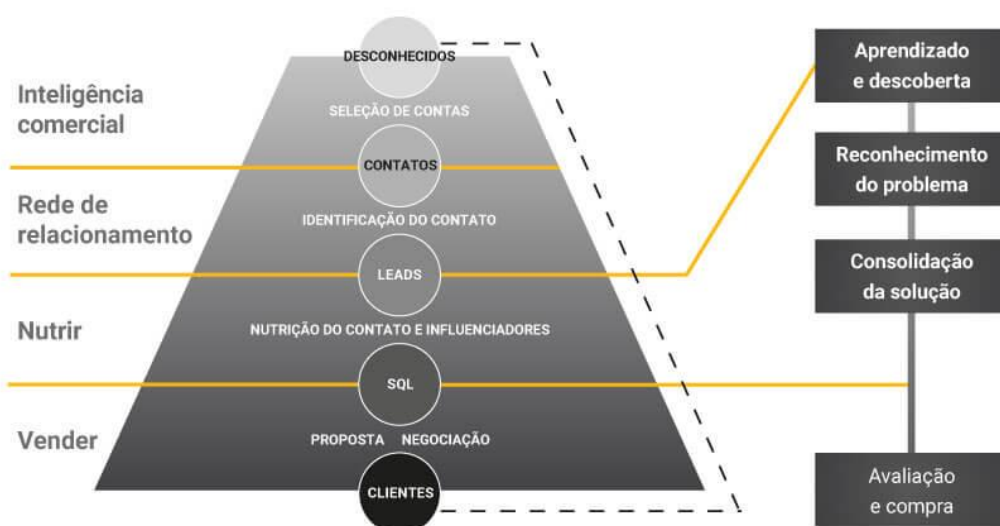 Inteligência
comercial
Rede de
relacionamento
Nutrir
Vender
DESCONHECIDOS
SELEÇÃO DE CONTAS
CONTATOS
IDENTIFICAÇÃO DO CONTATO
LEADS
NUTRIÇÃO DO CONTATO E INFLUENCIADORES
SQL
PROPOSTA NEGOCIAÇÃO
CLIENTES
Aprendizado
e descoberta
Reconhecimento
do problema
Consolidação
da solução
Avaliação
e compra